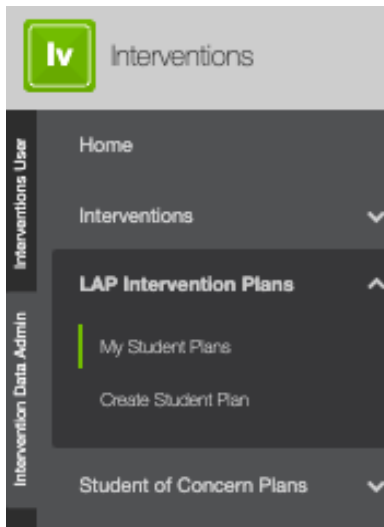 Iv
Interventions
Interventions User
Intervention Data Admin
Home
Interventions
LAP Intervention Plans
My Student Plans
Create Student Plan
Student of Concern Plans